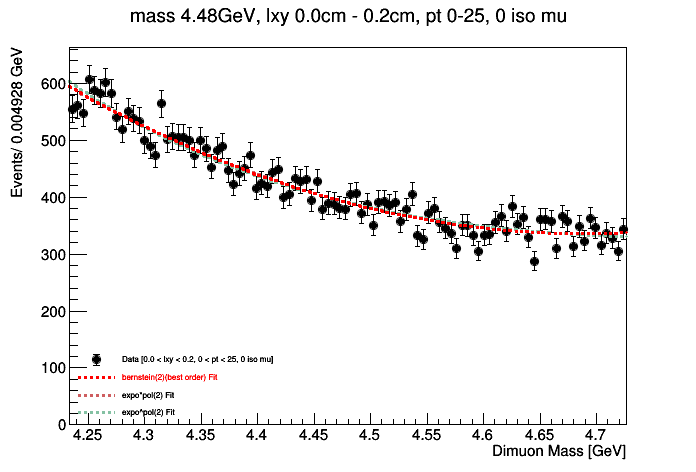 mass 4.48GeV, lxy 0.0cm - 0.2cm, pt 0-25, 0 iso mu
Events/ 0.004928 GeV
600
500
400
300
200
100
0
Data [0.0 < lxy < 0.2, 0 < pt < 25, 0 iso mu]
bernstein(2)(best order) Fit
expo*pol(2) Fit
expo^pol(2) Fit
4.25 4.3 4.35 4.4 4.45 4.5 4.55 4.6 4.65 4.7
Dimuon Mass [GeV]